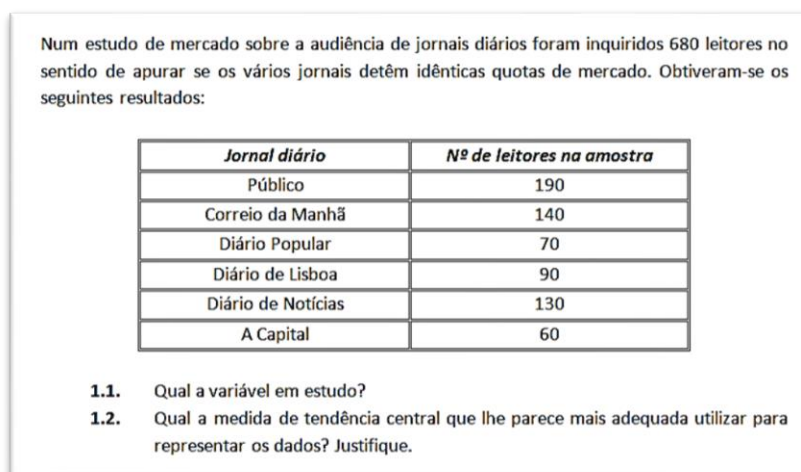 Num estudo de mercado sobre a audiência de jornais diários foram inquiridos 680 leitores no
sentido de apurar se os vários jornais detêm idênticas quotas de mercado. Obtiveram-se os
seguintes resultados:
Jornal diário Nº de leitores na amostra
Público 190
Correio da Manhã 140
Diário Popular 70
Diário de Lisboa 90
Diário de Notícias 130
A Capital 60
1.1. Qual a variável em estudo?
1.2. Qual a medida de tendência central que lhe parece mais adequada utilizar para
representar os dados? Justifique.